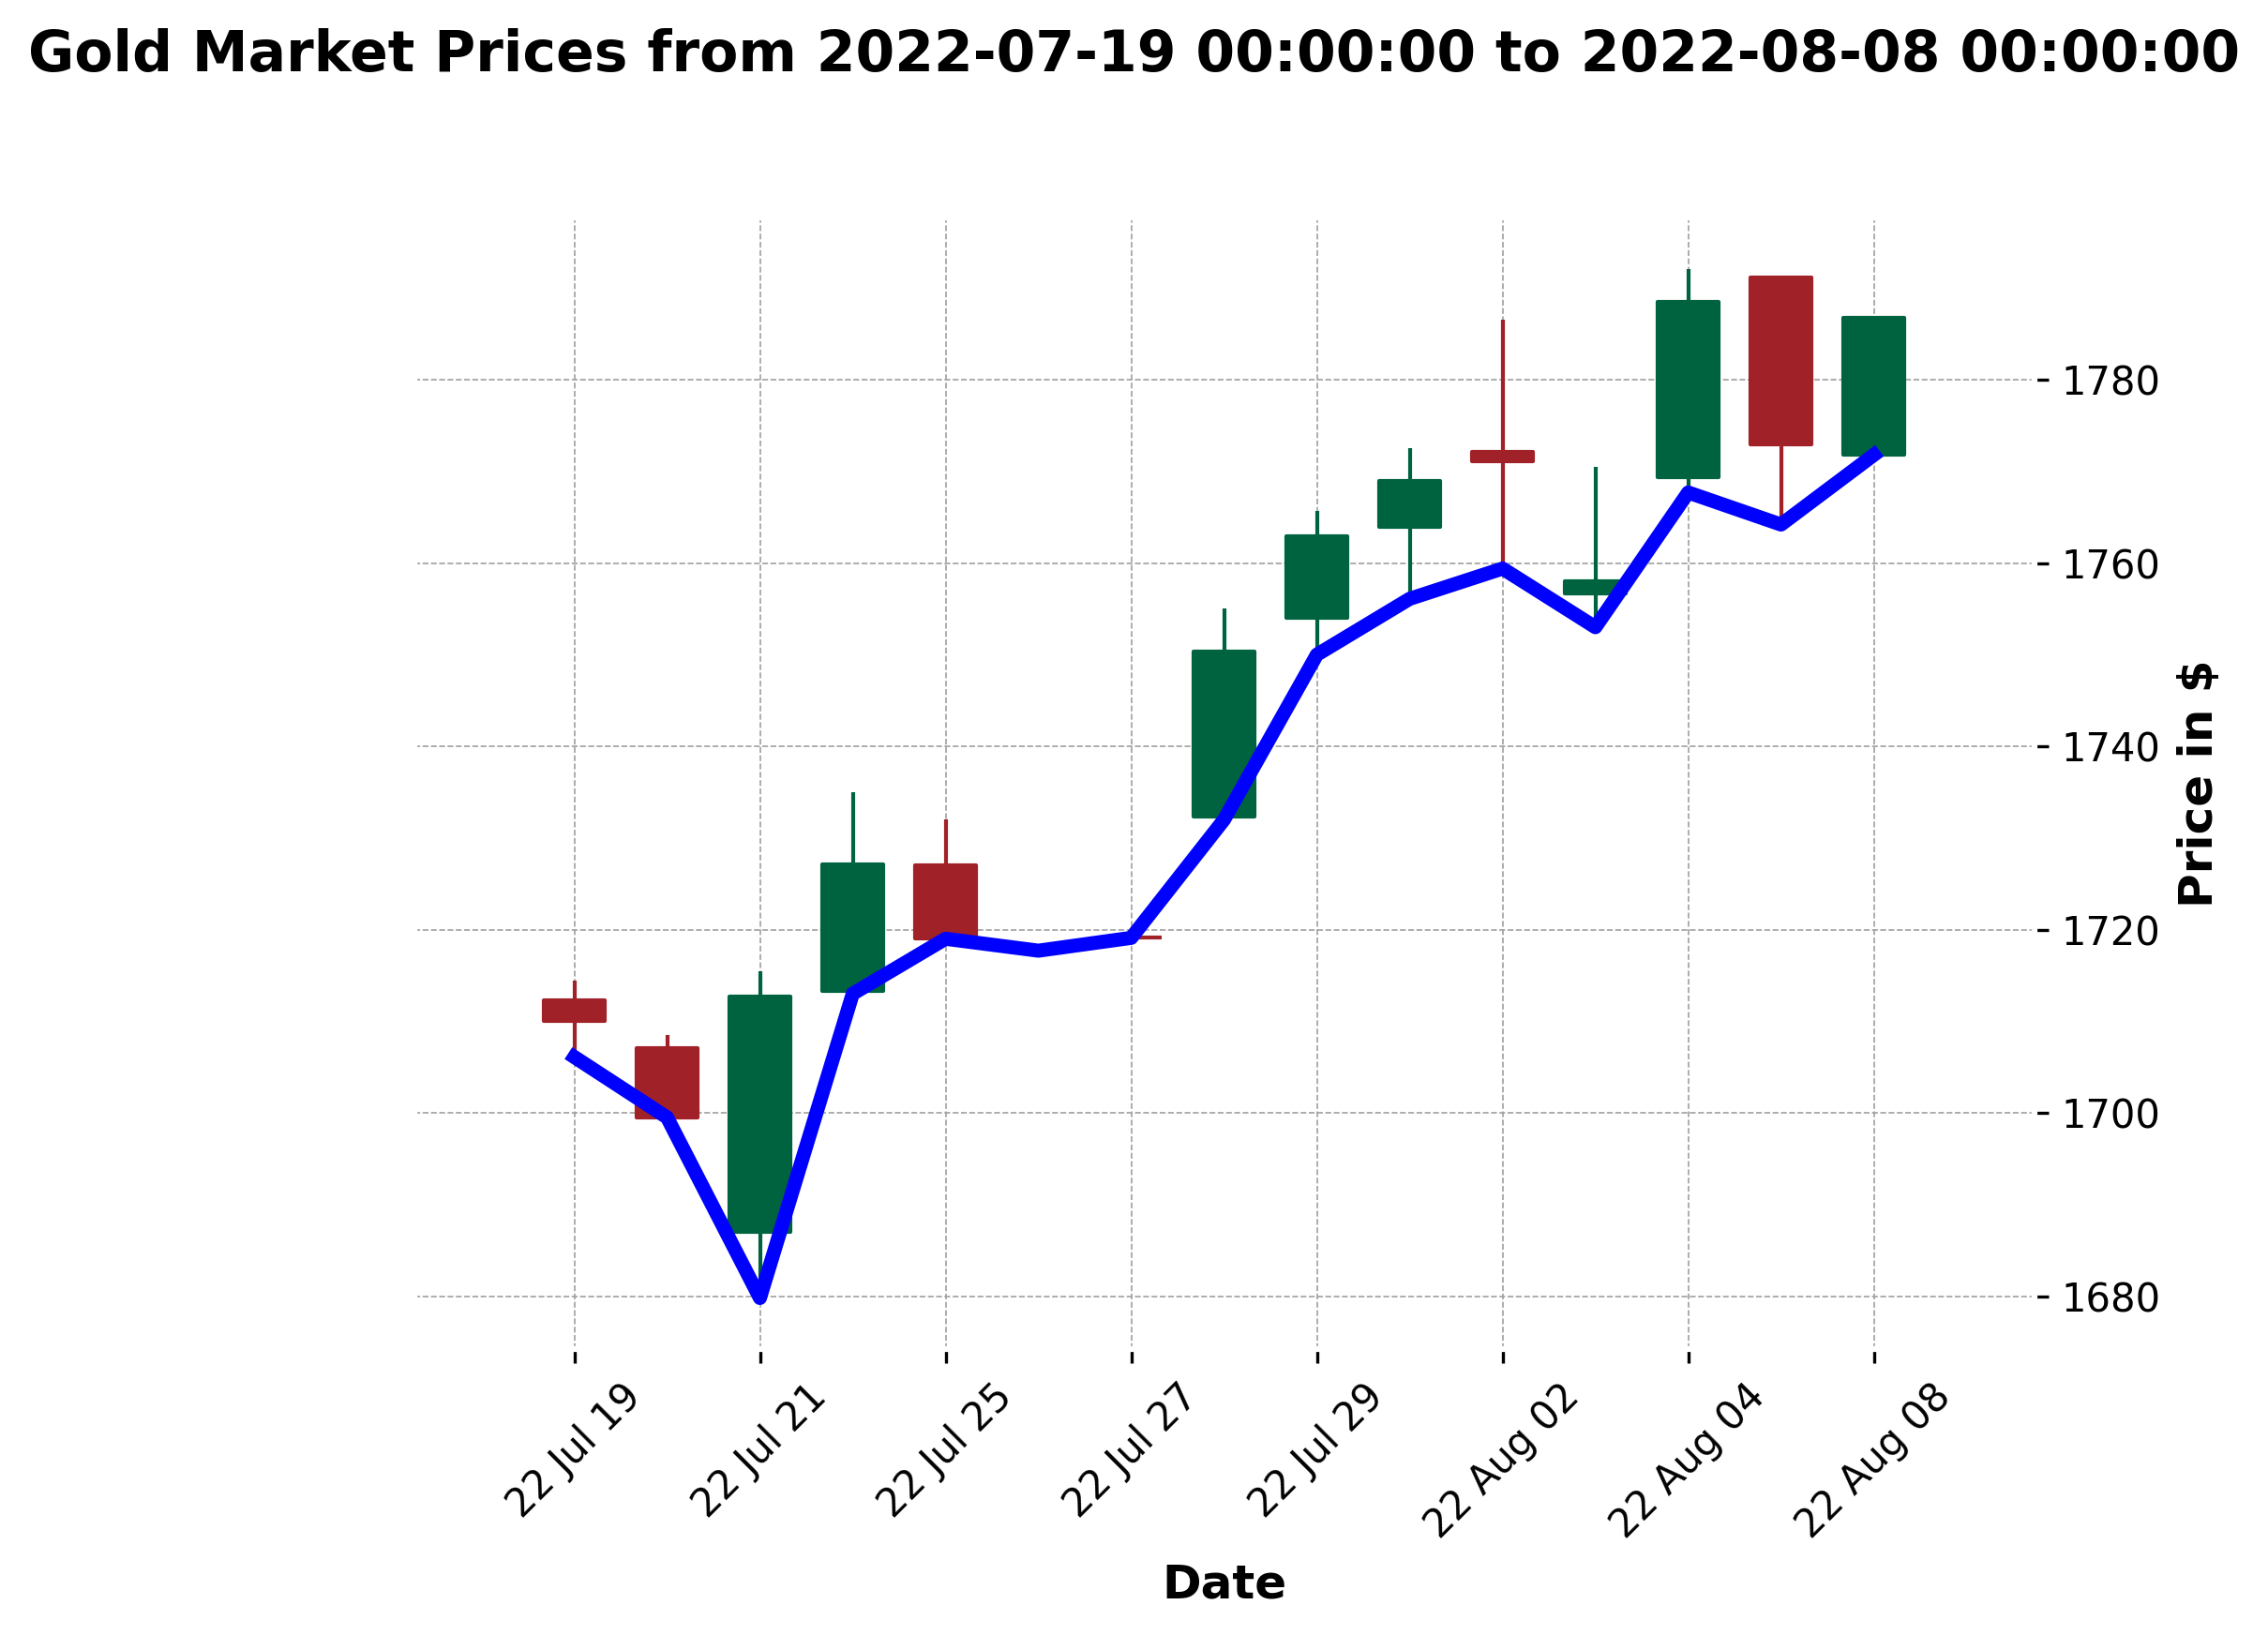 Gold Market Prices from 2022-07-19 00:00:00 to 2022-08-08 00:00:00
1780
1760
1740
1720
1700
1680
Price in $
22 Jul 19
22 Jul 21
22 Jul 25
22 Jul 27
22 Jul 29
22 Aug 02
22 Aug 04
22 Aug 08
Date